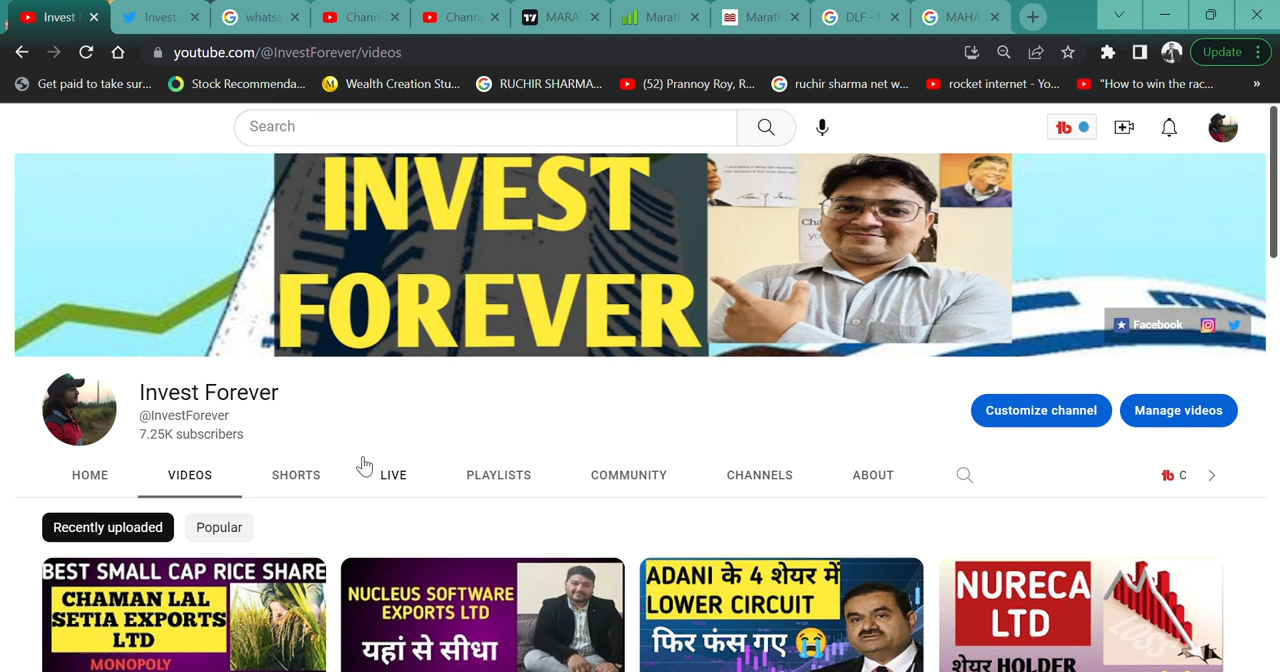 Invest
Invest
whats
Chann
Chann
MARA
Marat
Marat
DLF - 
MAHA
youtube.com/@InvestForever/videos
Update
Get paid to take sur...
Stock Recommenda...
Wealth Creation Stu...
RUCHIR SHARMA...
(52) Prannoy Roy, R...
ruchir sharma net w...
rocket internet - Yo...
"How to win the rac...
»
Search
INVEST
FOREVER
Facebook
Invest Forever
@InvestForever
7.25K subscribers
Customize channel
Manage videos
HOME
VIDEOS
SHORTS
LIVE
PLAYLISTS
COMMUNITY
CHANNELS
ABOUT
C
Recently uploaded
Popular
BEST SMALL CAP RICE SHARE
CHAMAN LAL
SETIA EXPORTS
LTD
MONOPOLY
NUCLEUS SOFTWARE
EXPORTS LTD
यहां से सीधा
ADANI के 4 शेयर में
LOWER CIRCUIT
फिर फंस गए
NURECA
LTD
शेयर HOLDER
LOSS